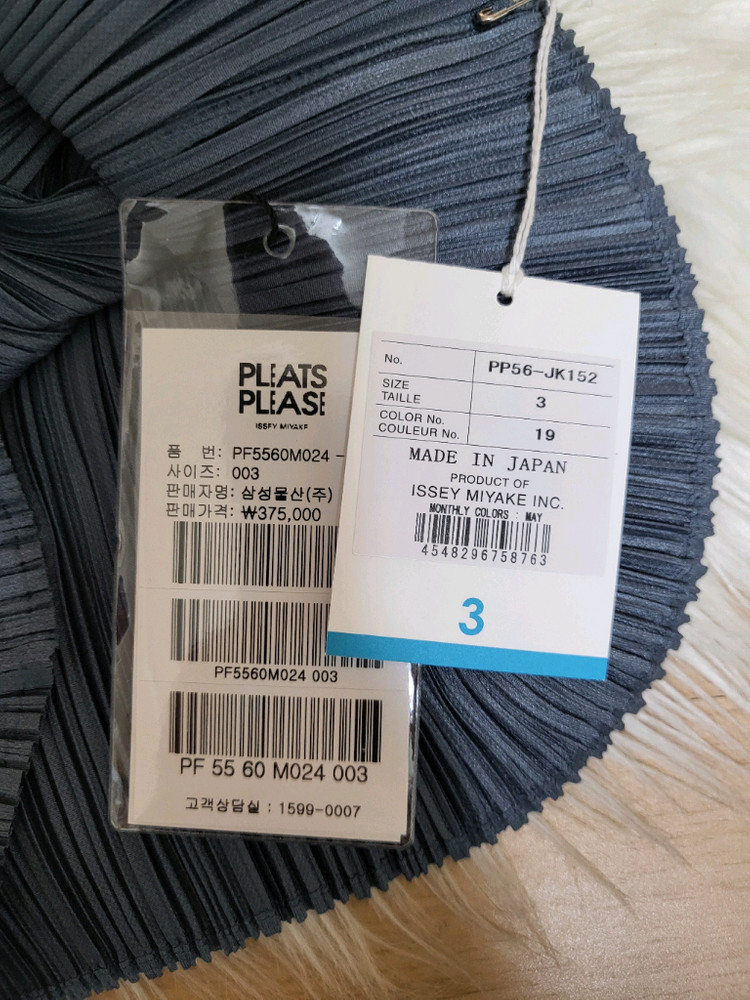 PLEATS
PLEASE
ISSEY MIYAKE
품 번: PF5560M024 -
사이즈: 003
판매자명: 삼성물산(주)
판매가격: ₩375,000
PF5560M024 003
PF 55 60 M024 003
고객상담실 : 1599-0007
No. PP56-JK152
SIZE
TAILLE 3
COLOR No.
COULEUR No. 19
MADE IN JAPAN
PRODUCT OF
ISSEY MIYAKE INC.
MONTHLY COLORS : MAY
4548296758763
3